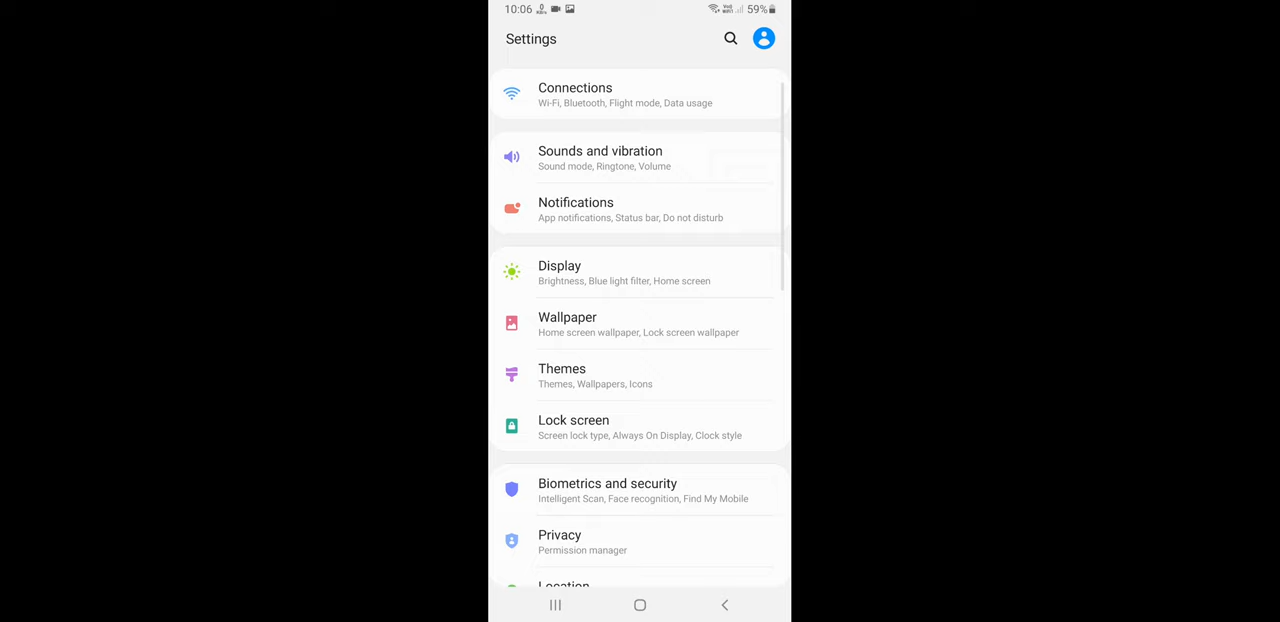 10:06 59%
Settings
Connections
Wi-Fi, Bluetooth, Flight mode, Data usage
Sounds and vibration
Sound mode, Ringtone, Volume
Notifications
App notifications, Status bar, Do not disturb
Display
Brightness, Blue light filter, Home screen
Wallpaper
Home screen wallpaper, Lock screen wallpaper
Themes
Themes, Wallpapers, Icons
Lock screen
Screen lock type, Always On Display, Clock style
Biometrics and security
Intelligent Scan, Face recognition, Find My Mobile
Privacy
Permission manager
Location